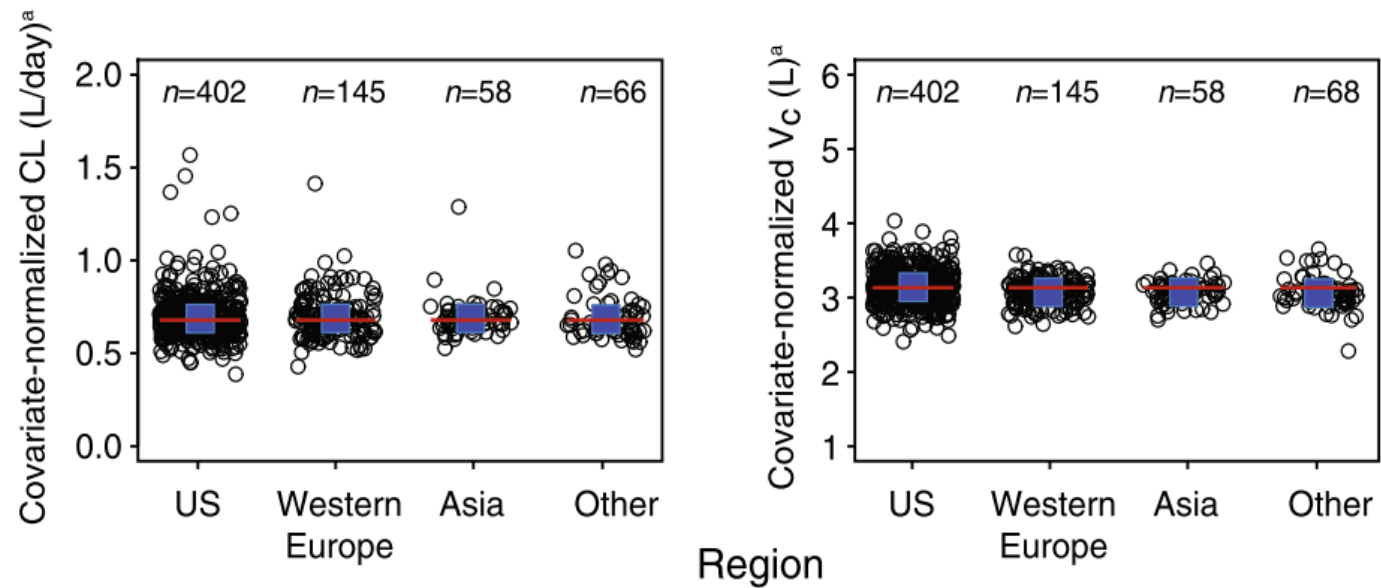 Covariate-normalized CL (L/day)a
2.0
1.5
1.0
0.5
0.0
n=402 n=145 n=58 n=66
US Western Europe Asia Other
Covariate-normalized VC (L)a
6
5
4
3
2
1
n=402 n=145 n=58 n=68
US Western Europe Asia Other
Region